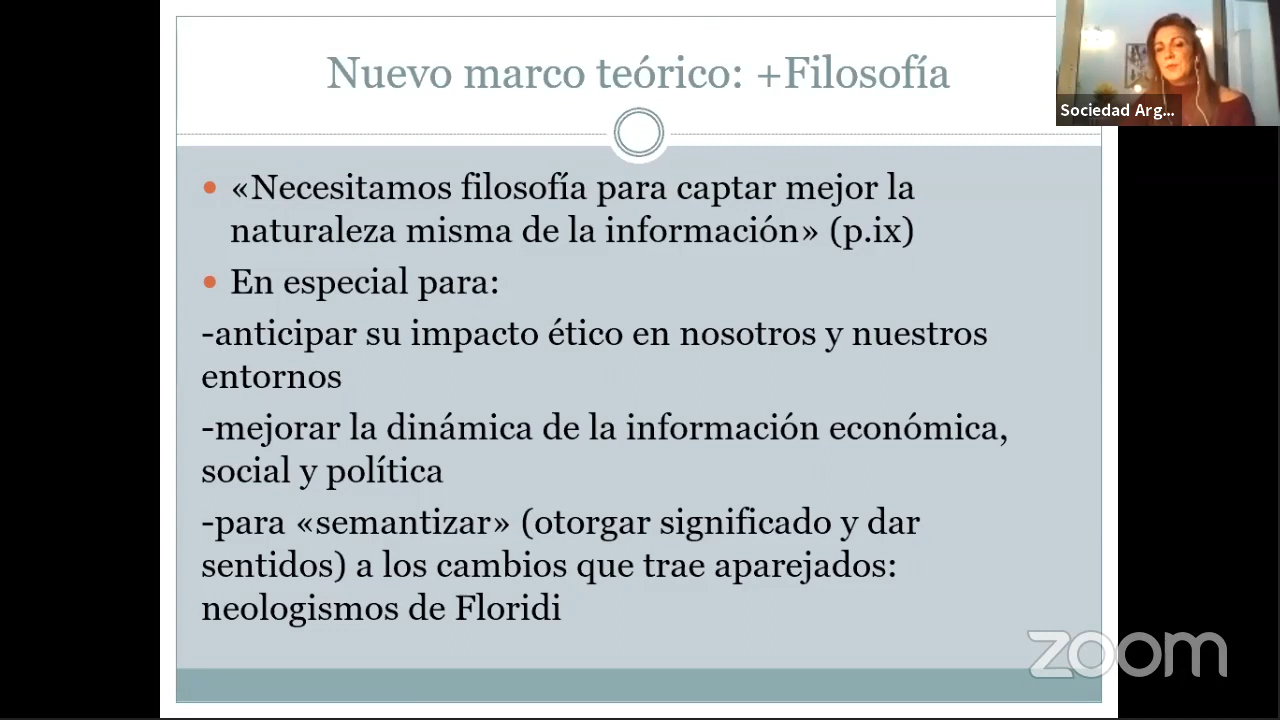 Nuevo marco teórico: +Filosofía
Sociedad Arg...
«Necesitamos filosofía para captar mejor la
naturaleza misma de la información» (p.ix)
En especial para:
-anticipar su impacto ético en nosotros y nuestros
entornos
-mejorar la dinámica de la información económica,
social y política
-para «semantizar» (otorgar significado y dar
sentidos) a los cambios que trae aparejados:
neologismos de Floridi
zoom